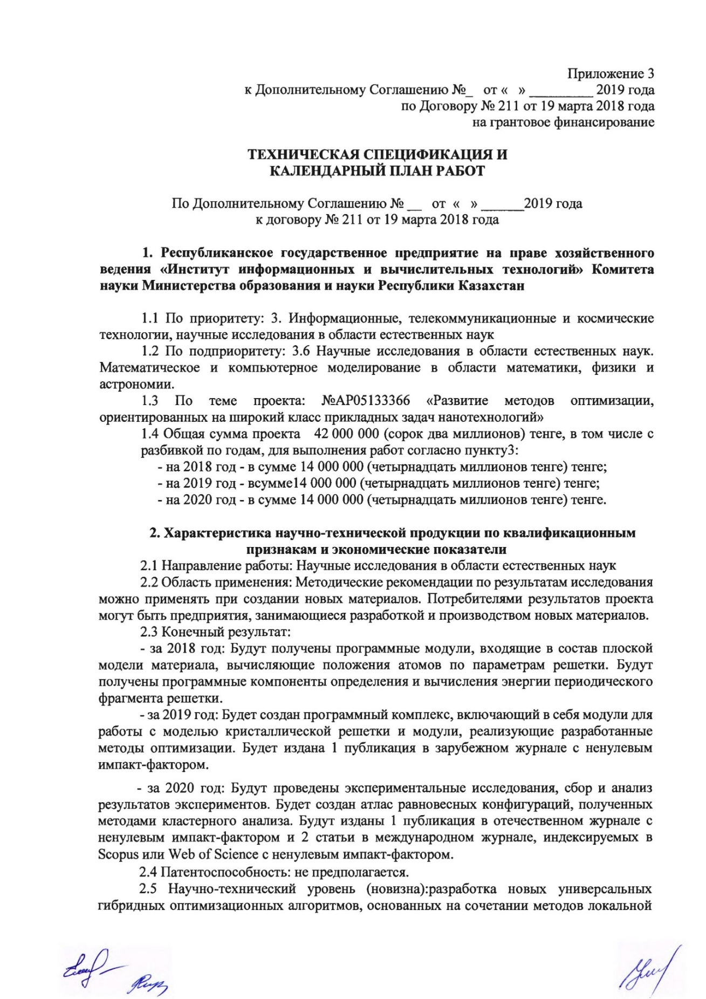 Приложение 3
к Дополнительному Соглашению №_ от « » _________ 2019 года
по Договору № 211 от 19 марта 2018 года
на грантовое финансирование
ТЕХНИЧЕСКАЯ СПЕЦИФИКАЦИЯ И
КАЛЕНДАРНЫЙ ПЛАН РАБОТ
По Дополнительному Соглашению № __ от « » ______2019 года
к договору № 211 от 19 марта 2018 года
1. Республиканское государственное предприятие на праве хозяйственного
ведения «Институт информационных и вычислительных технологий» Комитета
науки Министерства образования и науки Республики Казахстан
1.1 По приоритету: 3. Информационные, телекоммуникационные и космические
технологии, научные исследования в области естественных наук
1.2 По подприоритету: 3.6 Научные исследования в области естественных наук.
Математическое и компьютерное моделирование в области математики, физики и
астрономии.
1.3 По теме проекта: №АР05133366 «Развитие методов оптимизации,
ориентированных на широкий класс прикладных задач нанотехнологий»
1.4 Общая сумма проекта 42 000 000 (сорок два миллионов) тенге, в том числе с
разбивкой по годам, для выполнения работ согласно пункту3:
- на 2018 год - в сумме 14 000 000 (четырнадцать миллионов тенге) тенге;
- на 2019 год - всумме14 000 000 (четырнадцать миллионов тенге) тенге;
- на 2020 год - в сумме 14 000 000 (четырнадцать миллионов тенге) тенге.
2. Характеристика научно-технической продукции по квалификационным
признакам и экономические показатели
2.1 Направление работы: Научные исследования в области естественных наук
2.2 Область применения: Методические рекомендации по результатам исследования
можно применять при создании новых материалов. Потребителями результатов проекта
могут быть предприятия, занимающиеся разработкой и производством новых материалов.
2.3 Конечный результат:
- за 2018 год: Будут получены программные модули, входящие в состав плоской
модели материала, вычисляющие положения атомов по параметрам решетки. Будут
получены программные компоненты определения и вычисления энергии периодического
фрагмента решетки.
- за 2019 год: Будет создан программный комплекс, включающий в себя модули для
работы с моделью кристаллической решетки и модули, реализующие разработанные
методы оптимизации. Будет издана 1 публикация в зарубежном журнале с ненулевым
импакт-фактором.
- за 2020 год: Будут проведены экспериментальные исследования, сбор и анализ
результатов экспериментов. Будет создан атлас равновесных конфигураций, полученных
методами кластерного анализа. Будут изданы 1 публикация в отечественном журнале с
ненулевым импакт-фактором и 2 статьи в международном журнале, индексируемых в
Scopus или Web of Science с ненулевым импакт-фактором.
2.4 Патентоспособность: не предполагается.
2.5 Научно-технический уровень (новизна):разработка новых универсальных
гибридных оптимизационных алгоритмов, основанных на сочетании методов локальной